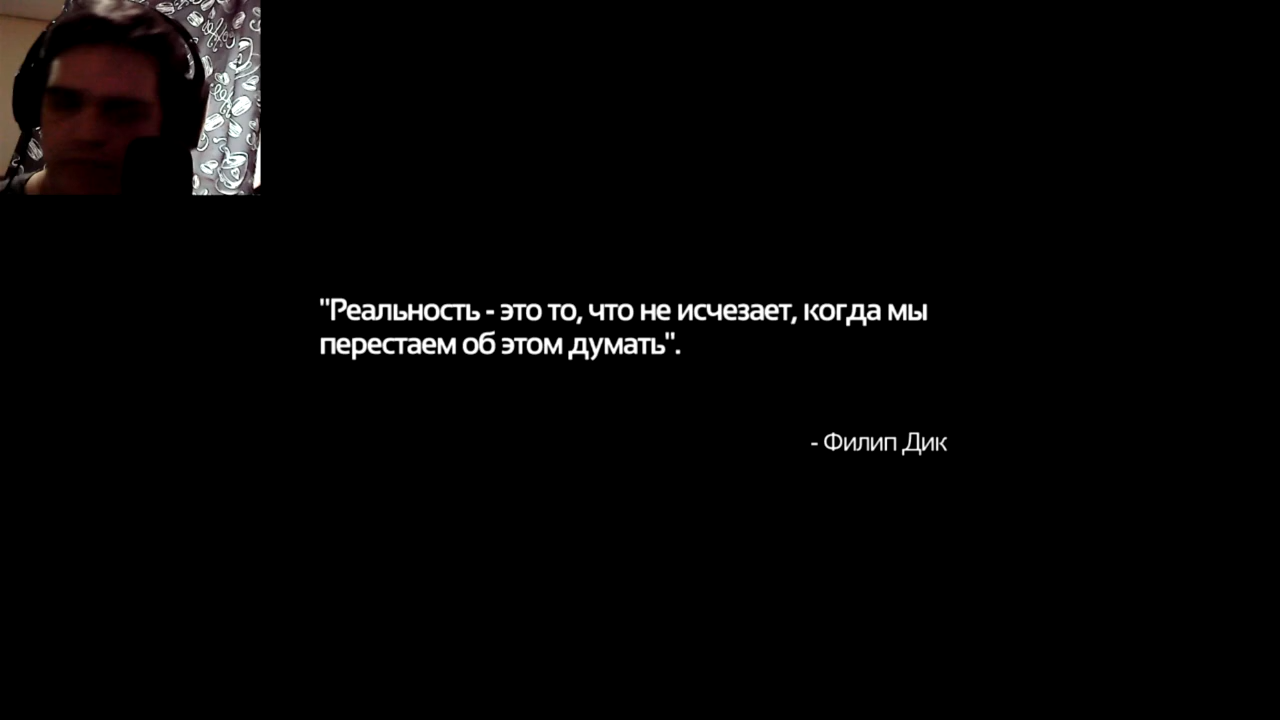 "Реальность - это то, что не исчезает, когда мы
перестаем об этом думать".
- Филип Дик